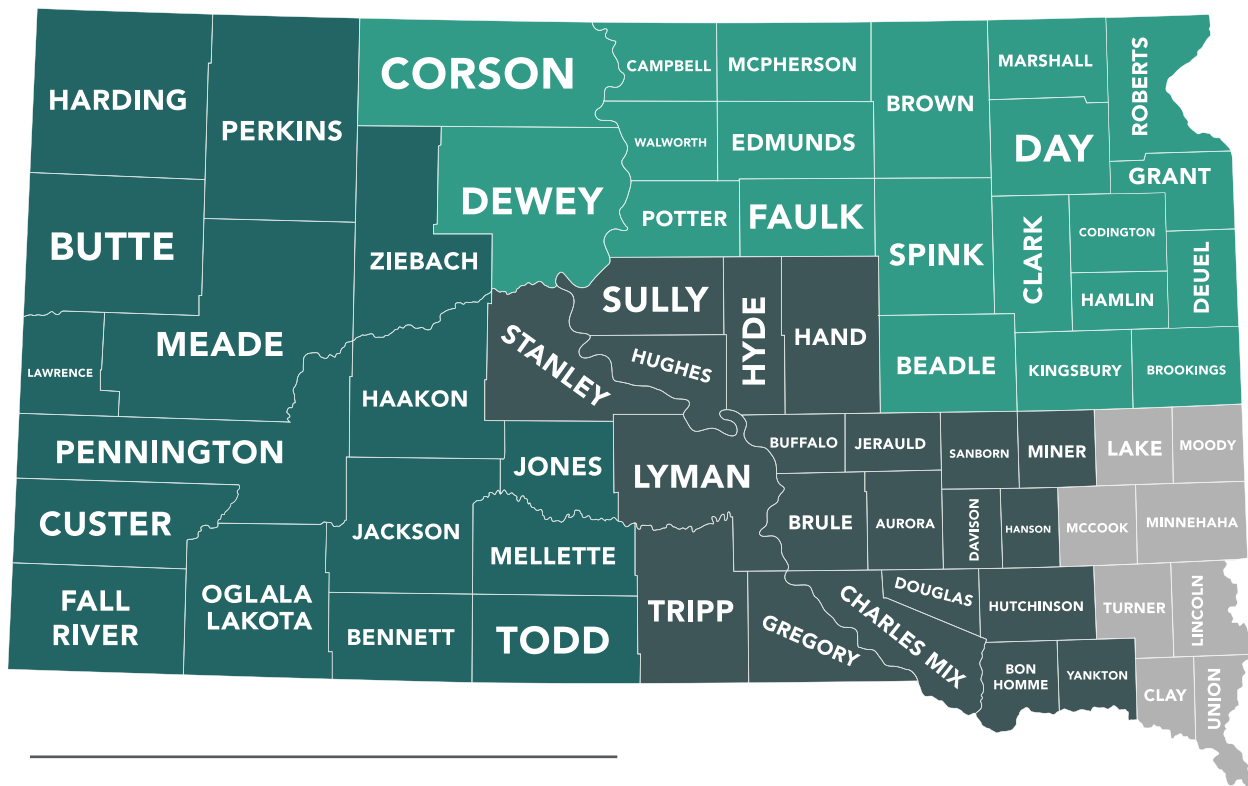 HARDING
PERKINS
CORSON
CAMPBELL
MCPHERSON
BROWN
MARSHALL
ROBERTS
WALWORTH
EDMUNDS
DAY
GRANT
BUTTE
ZIEBACH
DEWEY
POTTER
FAULK
SPINK
CLARK
CODINGTON
HAMLIN
DEUEL
LAWRENCE
MEADE
HAAKON
STANLEY
SULLY
HUGHES
HYDE
HAND
BEADLE
KINGSBURY
BROOKINGS
PENNINGTON
JONES
LYMAN
BUFFALO
JERAULD
SANBORN
MINER
LAKE
MOODY
CUSTER
JACKSON
MELLETTE
BRULE
AURORA
DAVISON
HANSON
MCCOOK
MINNEHAHA
FALL
RIVER
OGLALA
LAKOTA
BENNETT
TODD
TRIPP
GREGORY
CHARLES MIX
DOUGLAS
HUTCHINSON
TURNER
LINCOLN
BON
HOMME
YANKTON
CLAY
UNION